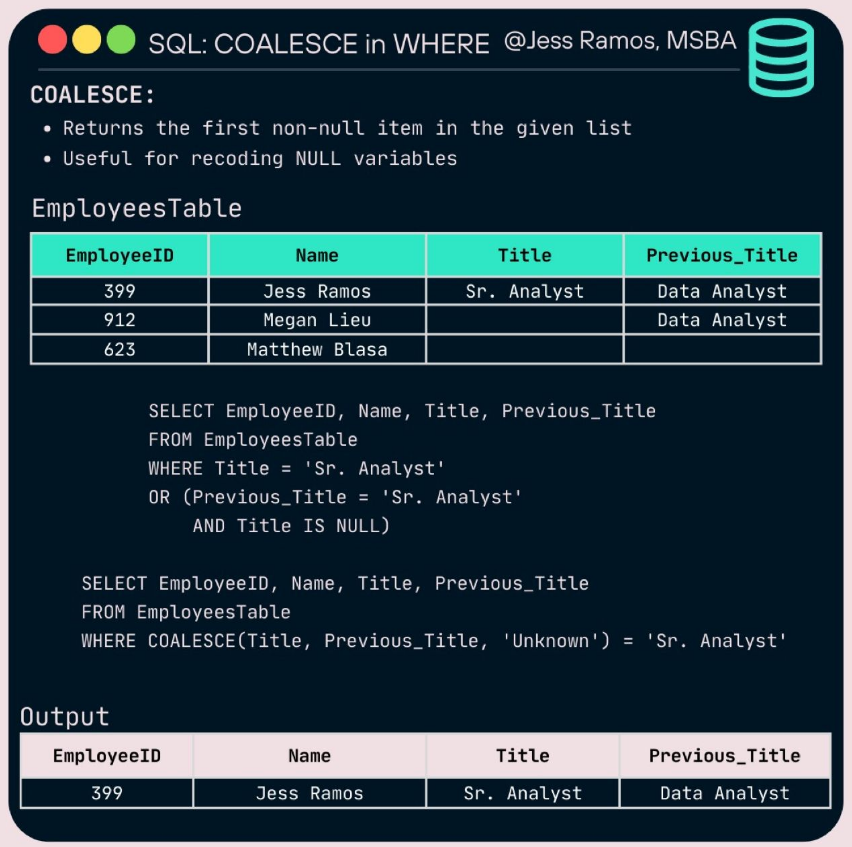 SQL: COALESCE in WHERE @Jess Ramos, MSBA
COALESCE:
• Returns the first non-null item in the given list
• Useful for recoding NULL variables
EmployeesTable
EmployeeID Name Title Previous_Title
399 Jess Ramos Sr. Analyst Data Analyst
912 Megan Lieu Data Analyst
623 Matthew Blasa
SELECT EmployeeID, Name, Title, Previous_Title
FROM EmployeesTable
WHERE Title = 'Sr. Analyst'
OR (Previous_Title = 'Sr. Analyst'
AND Title IS NULL)
SELECT EmployeeID, Name, Title, Previous_Title
FROM EmployeesTable
WHERE COALESCE(Title, Previous_Title, 'Unknown') = 'Sr. Analyst'
Output
EmployeeID Name Title Previous_Title
399 Jess Ramos Sr. Analyst Data Analyst